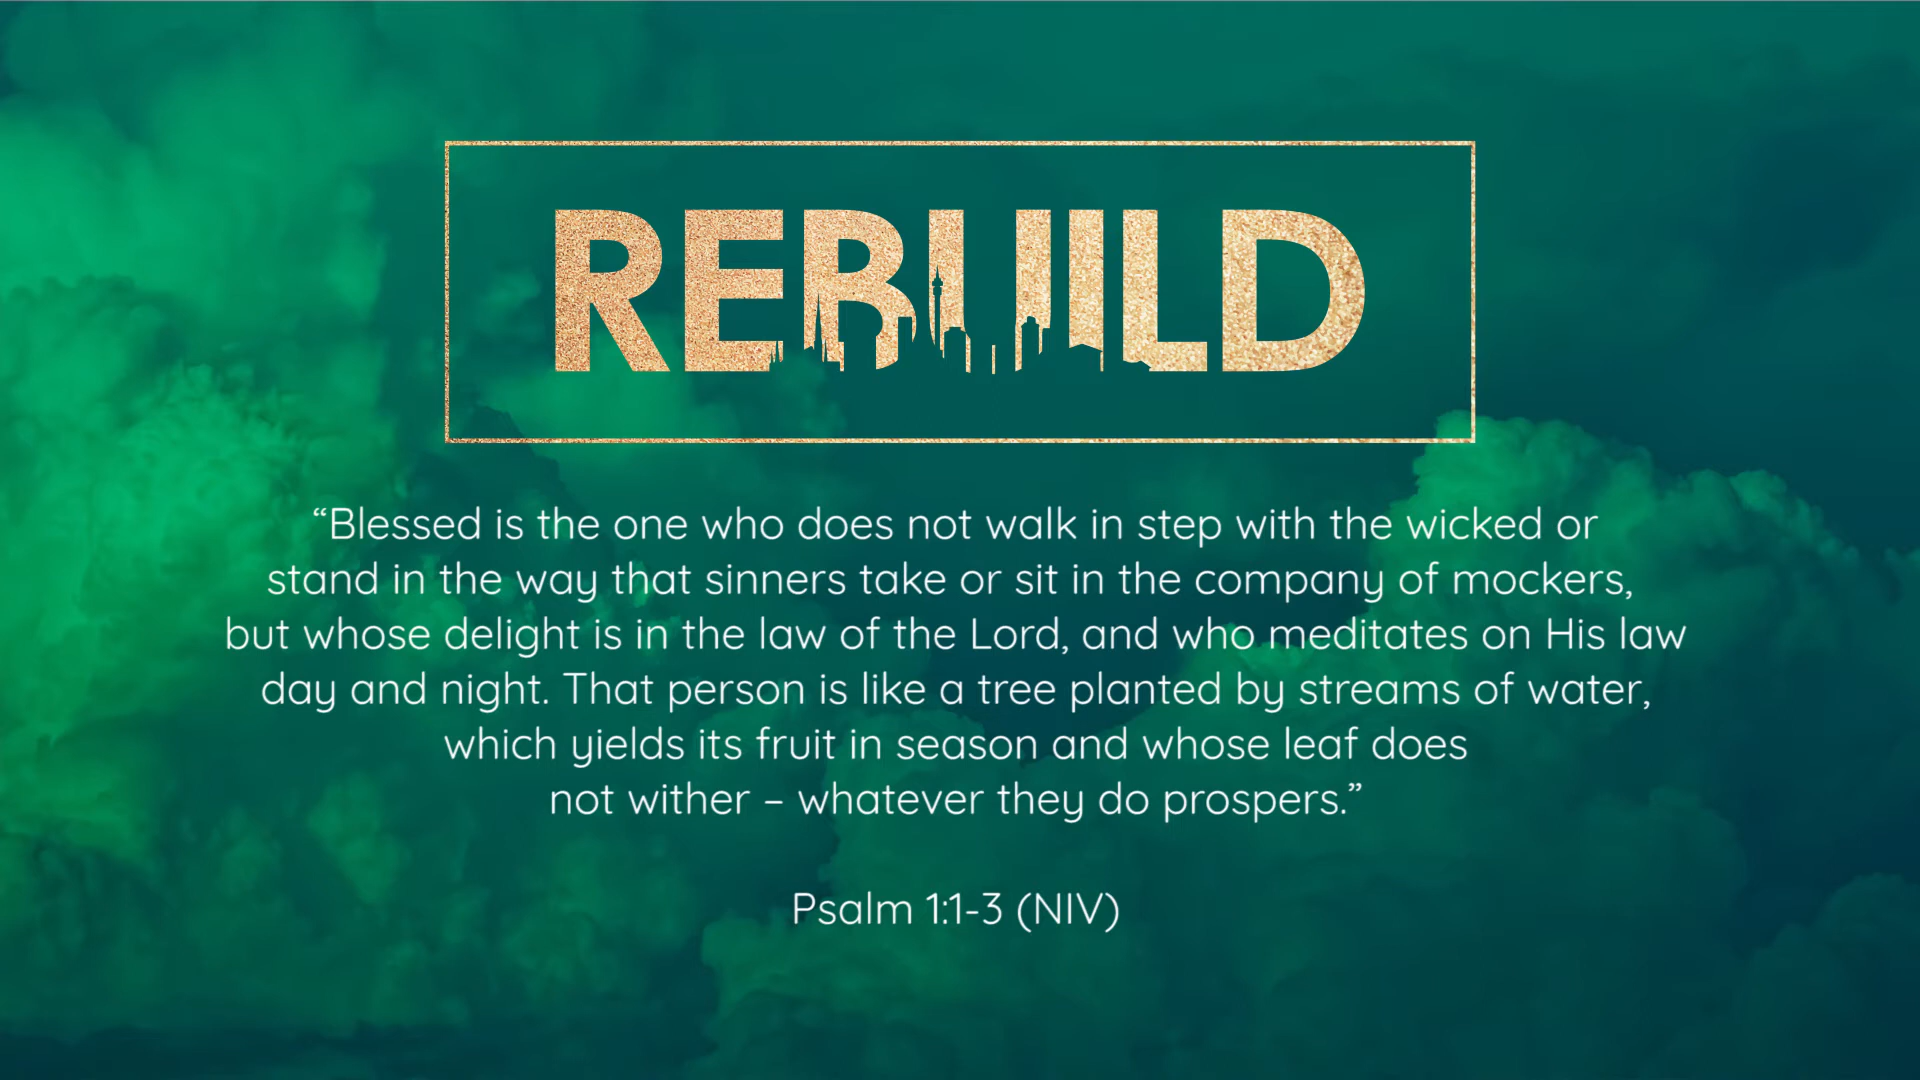 REBUILD
“Blessed is the one who does not walk in step with the wicked or
stand in the way that sinners take or sit in the company of mockers,
but whose delight is in the law of the Lord, and who meditates on His law
day and night. That person is like a tree planted by streams of water,
which yields its fruit in season and whose leaf does
not wither – whatever they do prospers.”
Psalm 1:1-3 (NIV)